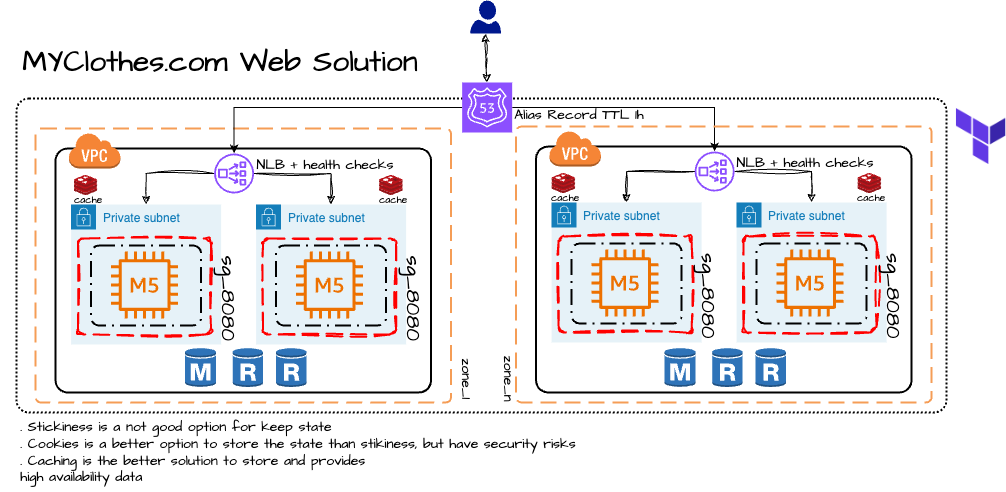 MYClothes.com Web Solution
53
Alias Record TTL 1h
VPC
NLB + health checks
cache
cache
Private subnet
Private subnet
M5
sg_8080
M5
sg_8080
M
R
R
zone_1
VPC
NLB + health checks
cache
cache
Private subnet
Private subnet
M5
sg_8080
M5
sg_8080
M
R
R
zone_n
. Stickiness is a not good option for keep state
. Cookies is a better option to store the state than stikiness, but have security risks
. Caching is the better solution to store and provides
high availability data